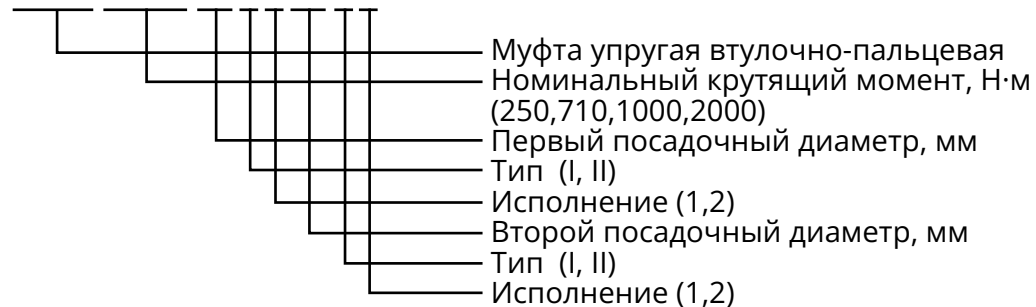 Муфта упругая втулочно-пальцевая
Номинальный крутящий момент, Н·м
(250,710,1000,2000)
Первый посадочный диаметр, мм
Тип (I, II)
Исполнение (1,2)
Второй посадочный диаметр, мм
Тип (I, II)
Исполнение (1,2)